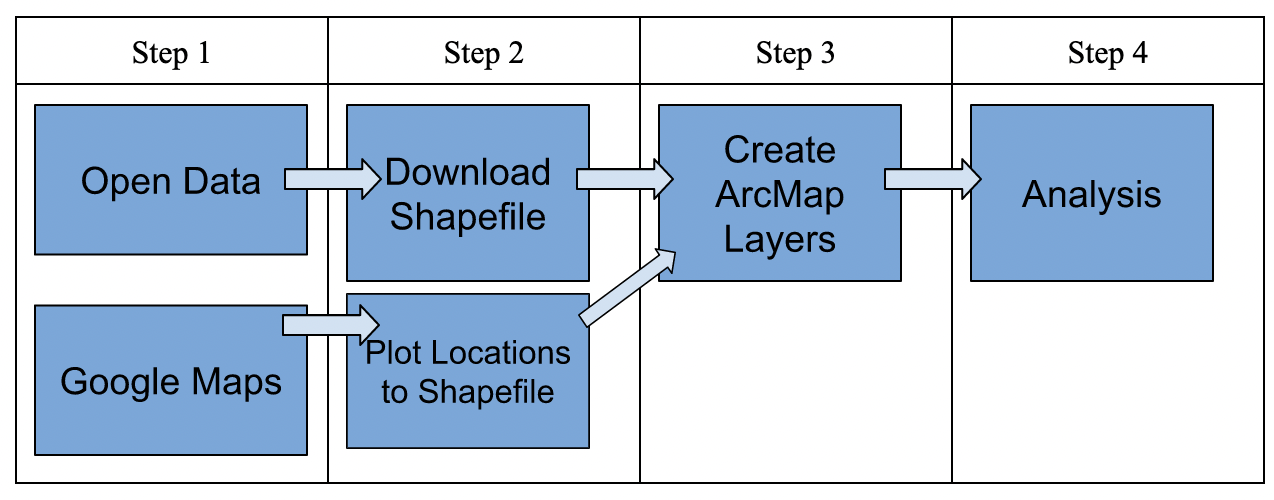 Step 1
Step 2
Step 3
Step 4
Open Data
Download
Shapefile
Create
ArcMap
Layers
Analysis
Google Maps
Plot Locations
to Shapefile